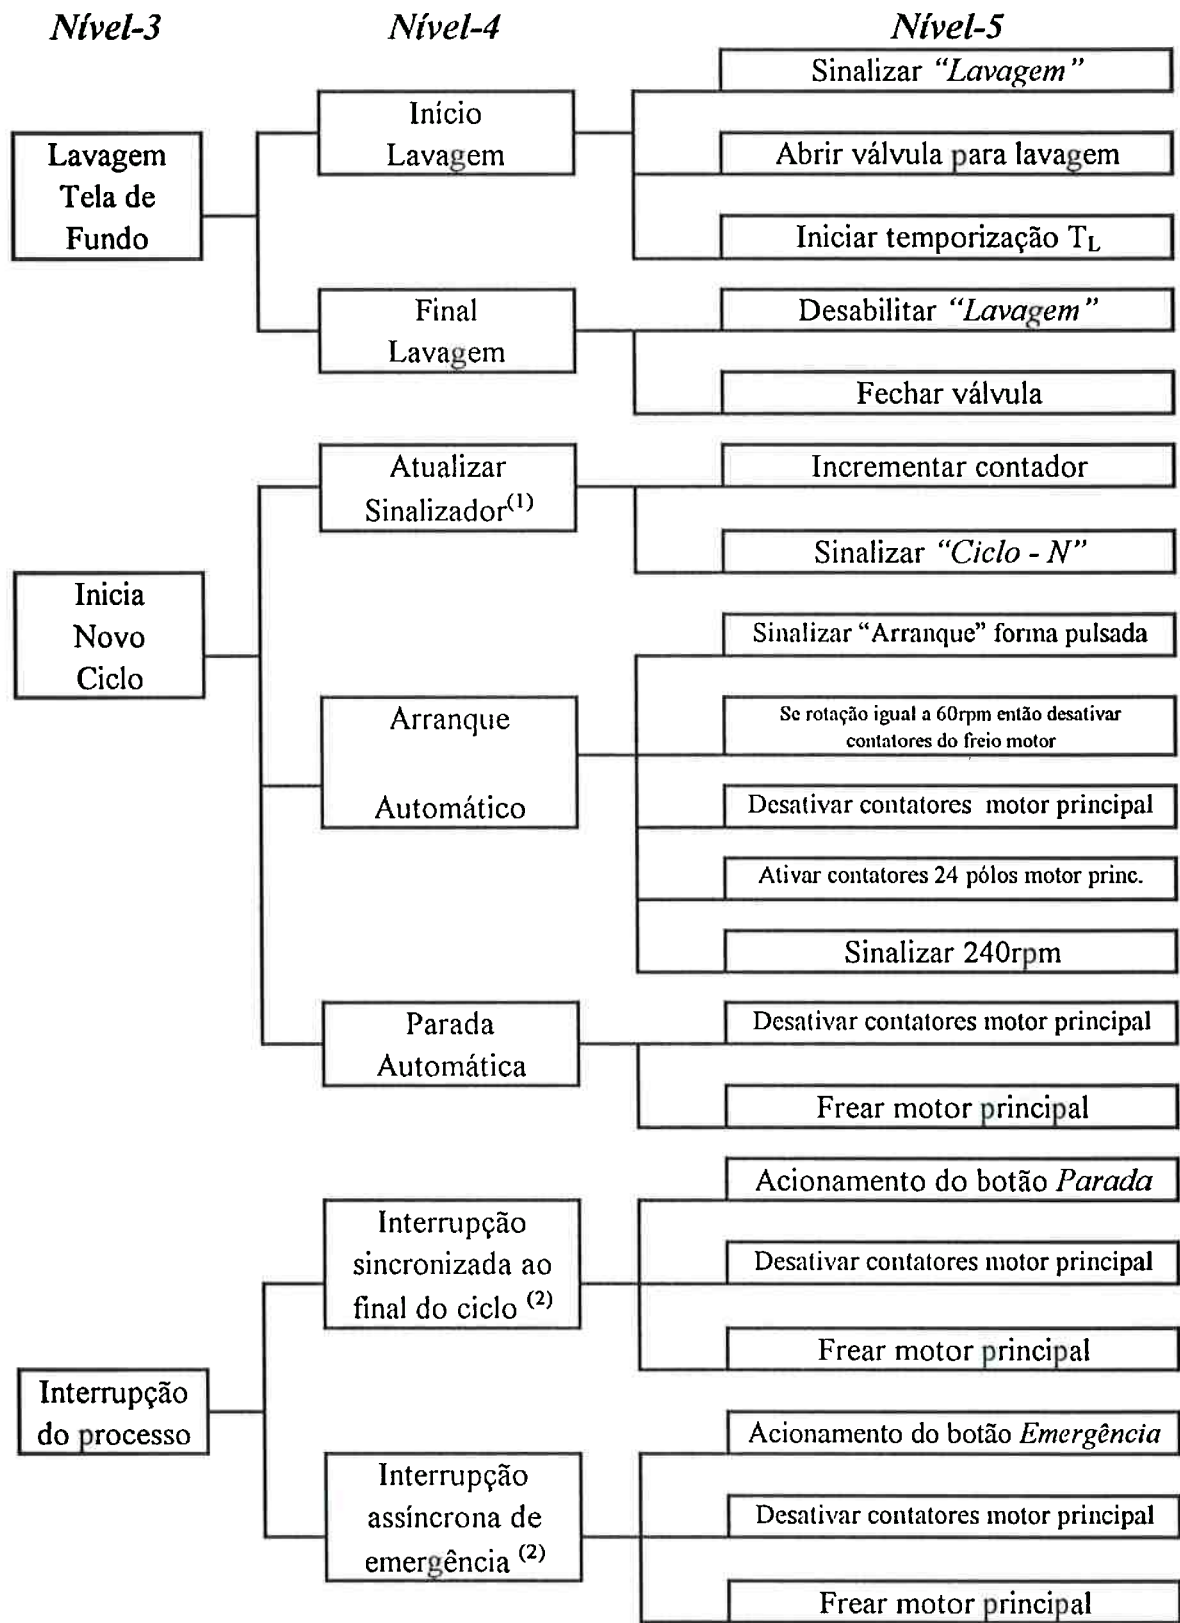 Nível-3 Nível-4 Nível-5
Lavagem
Tela de
Fundo
Início
Lavagem
Sinalizar “Lavagem”
Abrir válvula para lavagem
Iniciar temporização TL
Final
Lavagem
Desabilitar “Lavagem”
Fechar válvula
Inicia
Novo
Ciclo
Atualizar
Sinalizador(1)
Incrementar contador
Sinalizar “Ciclo - N”
Arranque
Automático
Sinalizar “Arranque” forma pulsada
Se rotação igual a 60rpm então desativar
contatores do freio motor
Desativar contatores motor principal
Ativar contatores 24 pólos motor princ.
Sinalizar 240rpm
Parada
Automática
Desativar contatores motor principal
Frear motor principal
Interrupção
do processo
Interrupção
sincronizada ao
final do ciclo (2)
Acionamento do botão Parada
Desativar contatores motor principal
Frear motor principal
Interrupção
assíncrona de
emergência (2)
Acionamento do botão Emergência
Desativar contatores motor principal
Frear motor principal